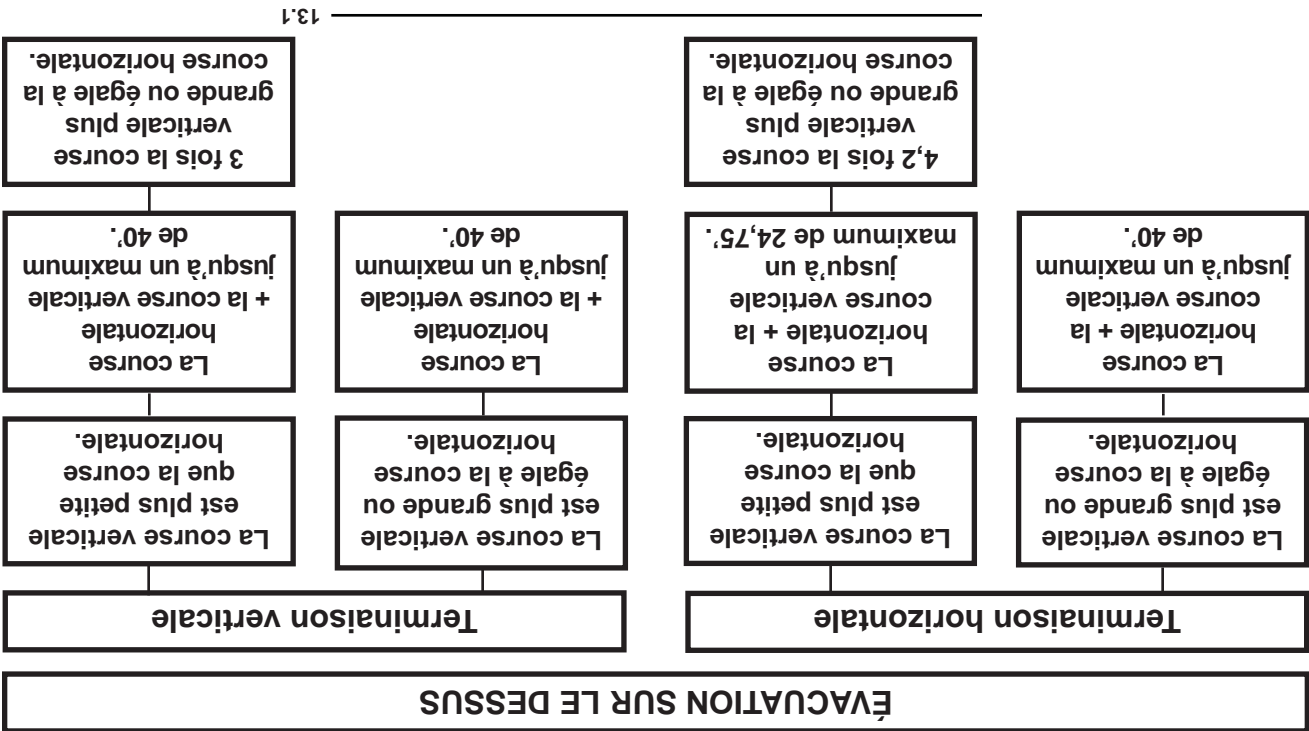 ÉVACUATION SUR LE DESSUS
Terminaison horizontale
La course verticale
est plus grande ou
égale à la course
horizontale.
La course
horizontale + la
course verticale
jusqu'à un maximum
de 40'.
La course verticale
est plus petite
que la course
horizontale.
La course
horizontale + la
course verticale
jusqu'à un
maximum de 24,75'.
4,2 fois la course
verticale plus
grande ou égale à la
course horizontale.
Terminaison verticale
La course verticale
est plus grande ou
égale à la course
horizontale.
La course
horizontale
+ la course verticale
jusqu'à un maximum
de 40'.
La course verticale
est plus petite
que la course
horizontale.
La course
horizontale
+ la course verticale
jusqu'à un maximum
de 40'.
3 fois la course
verticale plus
grande ou égale à la
course horizontale.
13.1